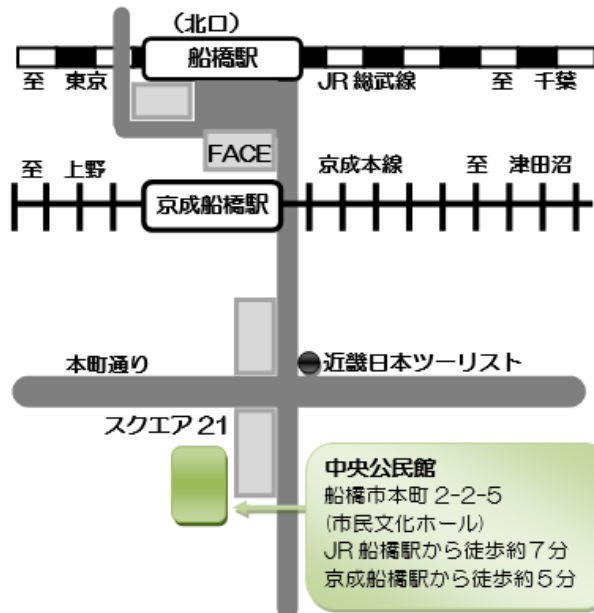 (北口)
船橋駅
至 東京
JR 総武線
至 千葉
FACE
至 上野
京成本線
至 津田沼
京成船橋駅
本町通り
近畿日本ツーリスト
スクエア 21
中央公民館
船橋市本町 2-2-5
(市民文化ホール)
JR 船橋駅から徒歩約7分
京成船橋駅から徒歩約5分